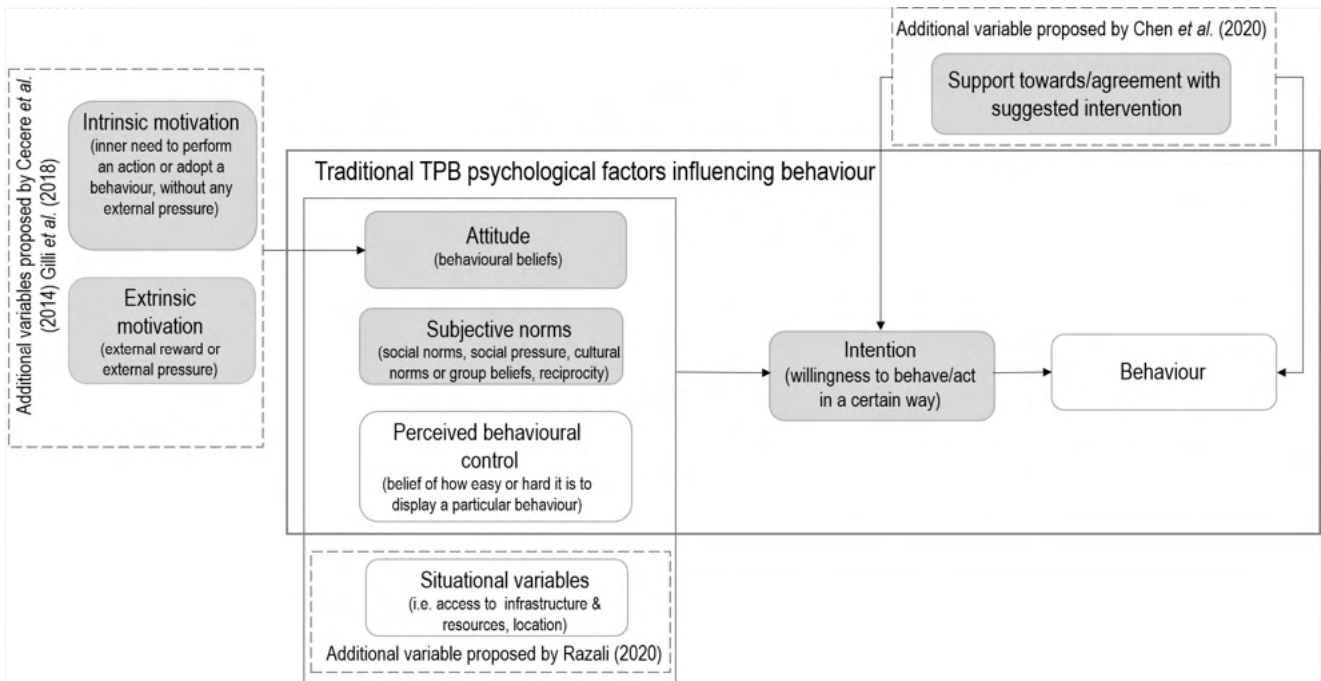 Additional variable proposed by Chen et al. (2020)
Support towards/agreement with
suggested intervention
Additional variables proposed by Cecere et al.
(2014) Gilli et al. (2018)
Intrinsic motivation
(inner need to perform
an action or adopt a
behaviour, without any
external pressure)
Extrinsic
motivation
(external reward or
external pressure)
Traditional TPB psychological factors influencing behaviour
Attitude
(behavioural beliefs)
Subjective norms
(social norms, social pressure, cultural
norms or group beliefs, reciprocity)
Perceived behavioural
control
(belief of how easy or hard it is to
display a particular behaviour)
Intention
(willingness to behave/act
in a certain way)
Behaviour
Situational variables
(i.e. access to infrastructure &
resources, location)
Additional variable proposed by Razali (2020)